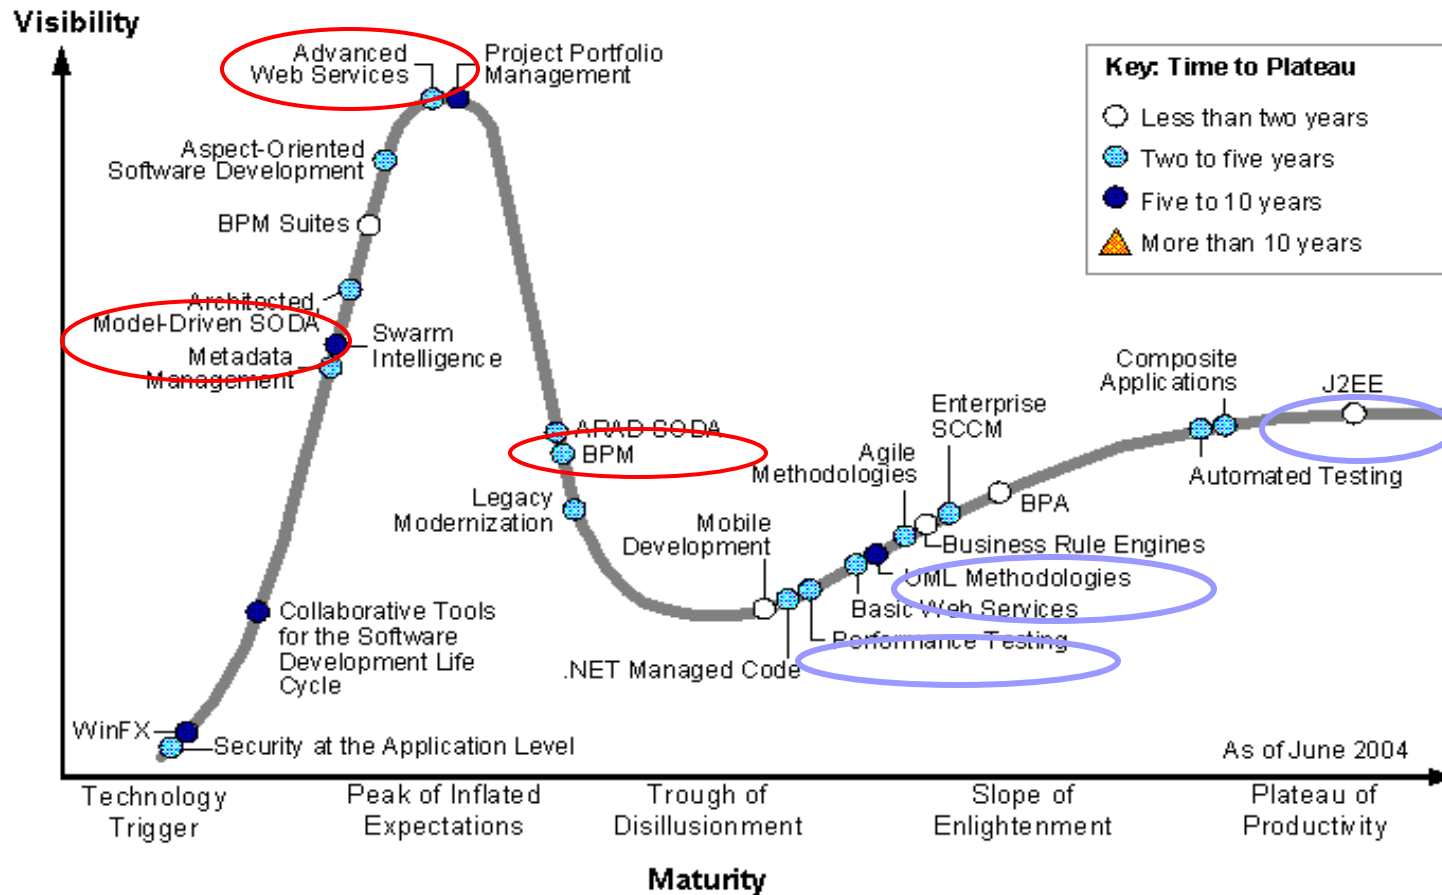 Visibility
Advanced
Web Services
Project Portfolio
Management
Key: Time to Plateau
Less than two years
Two to five years
Five to 10 years
More than 10 years
Aspect-Oriented
Software Development
BPM Suites
Architected,
Model-Driven SODA
Swarm
Intelligence
Metadata
Management
ARAD SODA
BPM
Legacy
Modernization
Mobile
Development
Agile
Methodologies
Enterprise
SCCM
Composite
Applications
J2EE
Automated Testing
BPA
Business Rule Engines
UML Methodologies
Basic Web Services
Performance Testing
.NET Managed Code
Collaborative Tools
for the Software
Development Life
Cycle
WinFX
Security at the Application Level
As of June 2004
Technology
Trigger
Peak of Inflated
Expectations
Trough of
Disillusionment
Slope of
Enlightenment
Plateau of
Productivity
Maturity